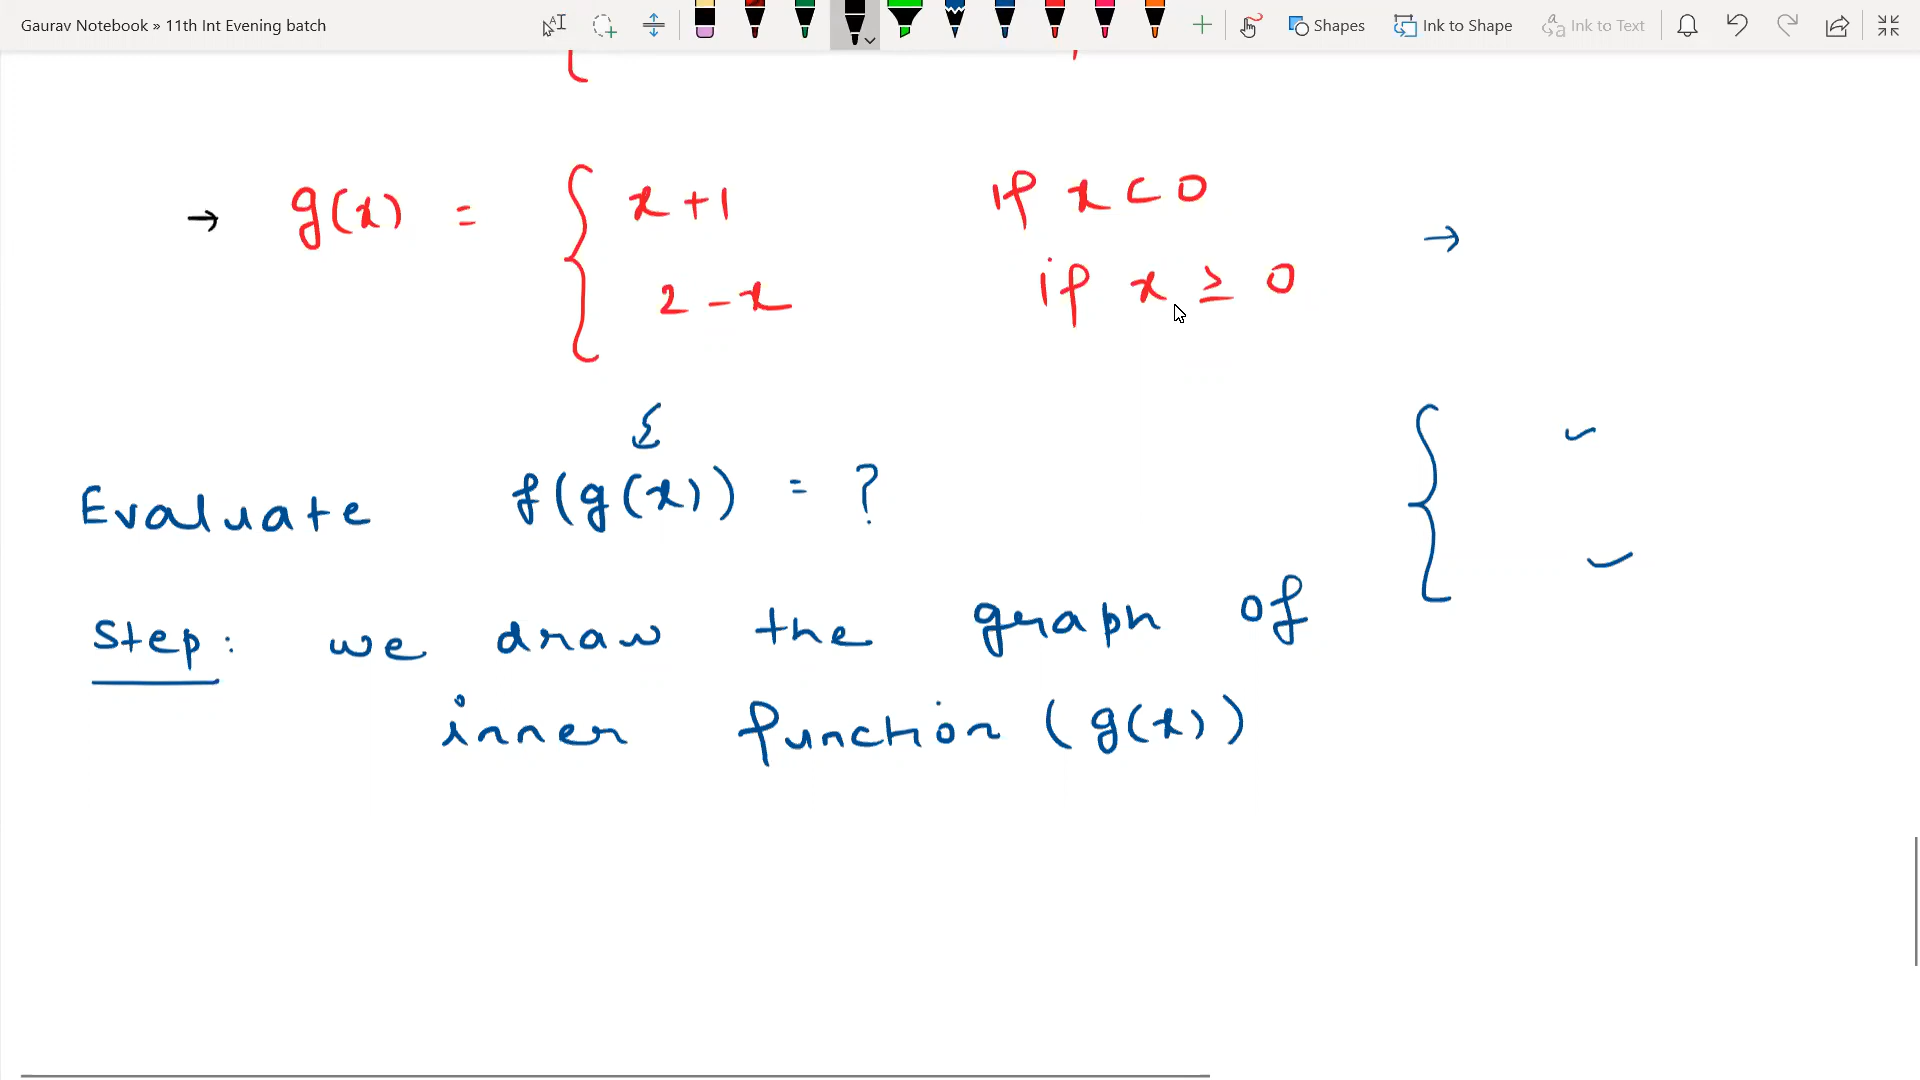 Gaurav Notebook » 11th Int Evening batch
Shapes
Ink to Shape
Ink to Text
→ g(x) = { x+1 if x < 0 →
2-x if x ≥ 0
Evaluate f(g(x)) = ?
Step: we draw the graph of
inner function (g(x))